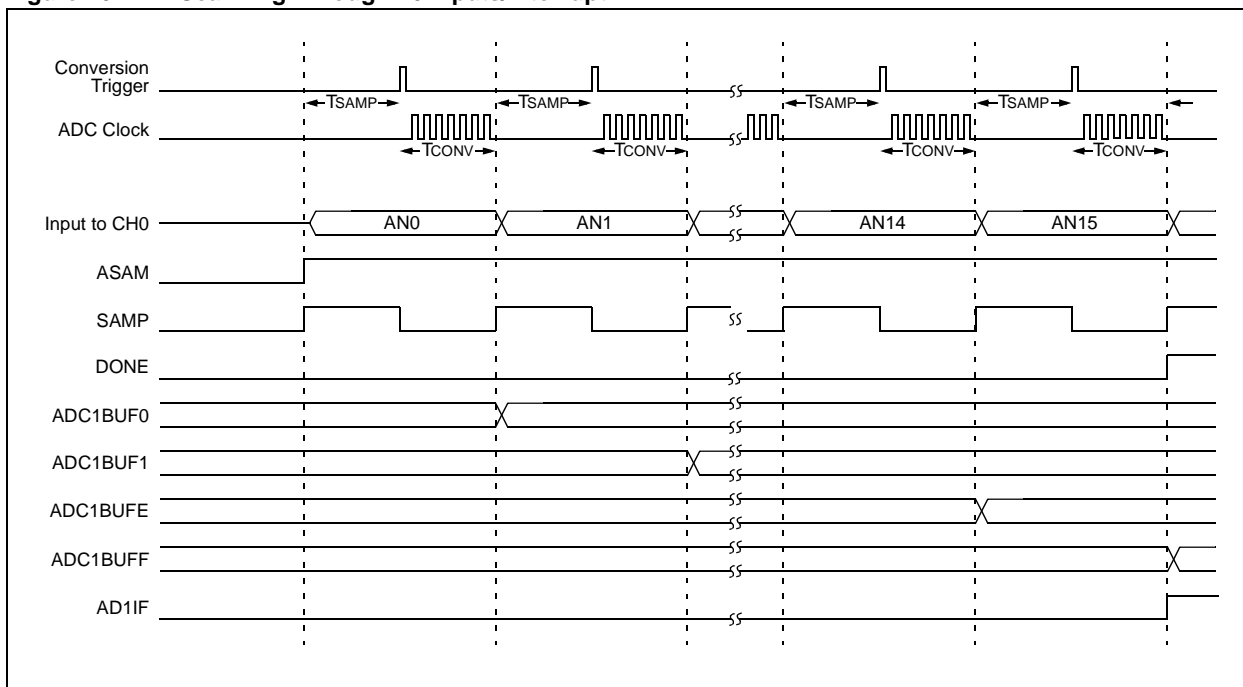 Conversion
Trigger
TSAMP TSAMP TSAMP TSAMP
ADC Clock
TCONV TCONV TCONV TCONV
Input to CH0 AN0 AN1 AN14 AN15
ASAM
SAMP
DONE
ADC1BUF0
ADC1BUF1
ADC1BUFE
ADC1BUFF
AD1IF